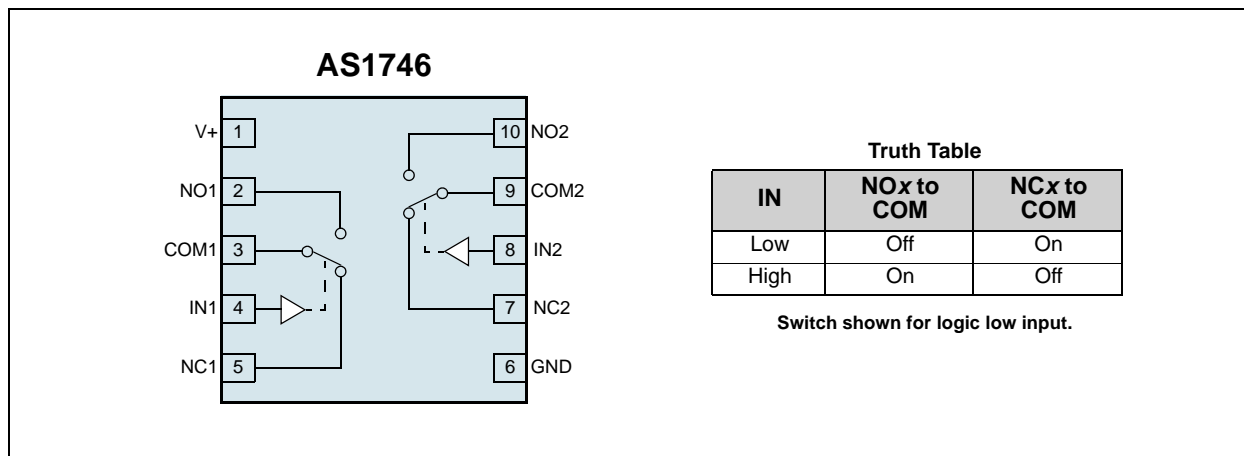 AS1746
V+ 1
NO1 2
COM1 3
IN1 4
NC1 5
10 NO2
9 COM2
8 IN2
7 NC2
6 GND
Truth Table
IN NOx to COM NCx to COM
Low Off On
High On Off
Switch shown for logic low input.